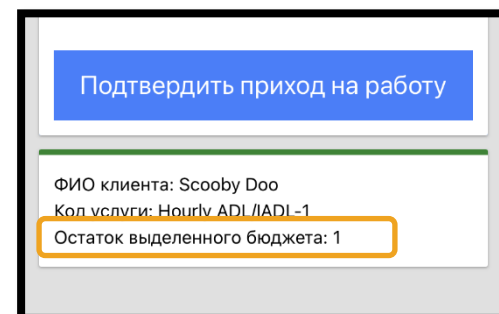 Подтвердить приход на работу
ФИО клиента: Scooby Doo
Код услуги: Hourly ADL/IADL-1
Остаток выделенного бюджета: 1